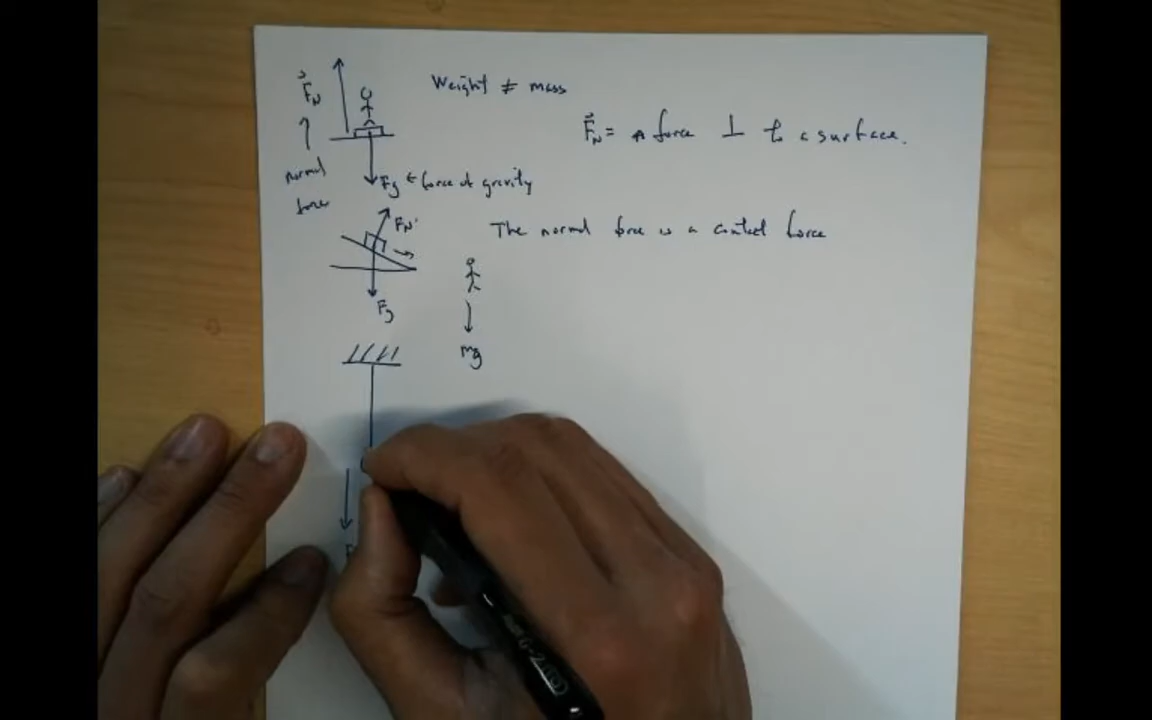 Weight ≠ mass
F⃗N
F⃗N = A force ⊥ to a surface.
normal
force
Fg ← force of gravity
FN
The normal force is a contact force
Fg
mg
F
G-2